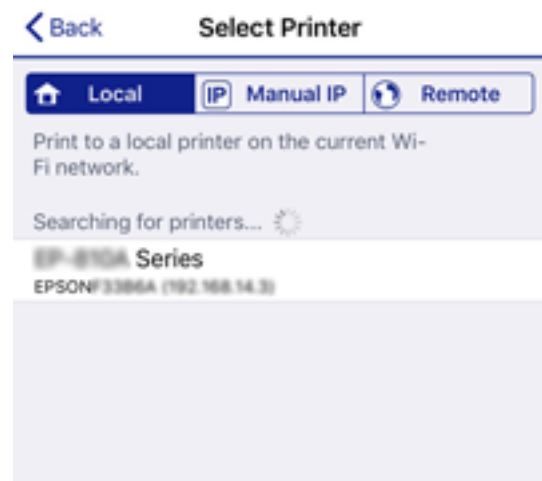 Back
Select Printer
Local
IP Manual IP
Remote
Print to a local printer on the current Wi-
Fi network.
Searching for printers...
Series
EPSON